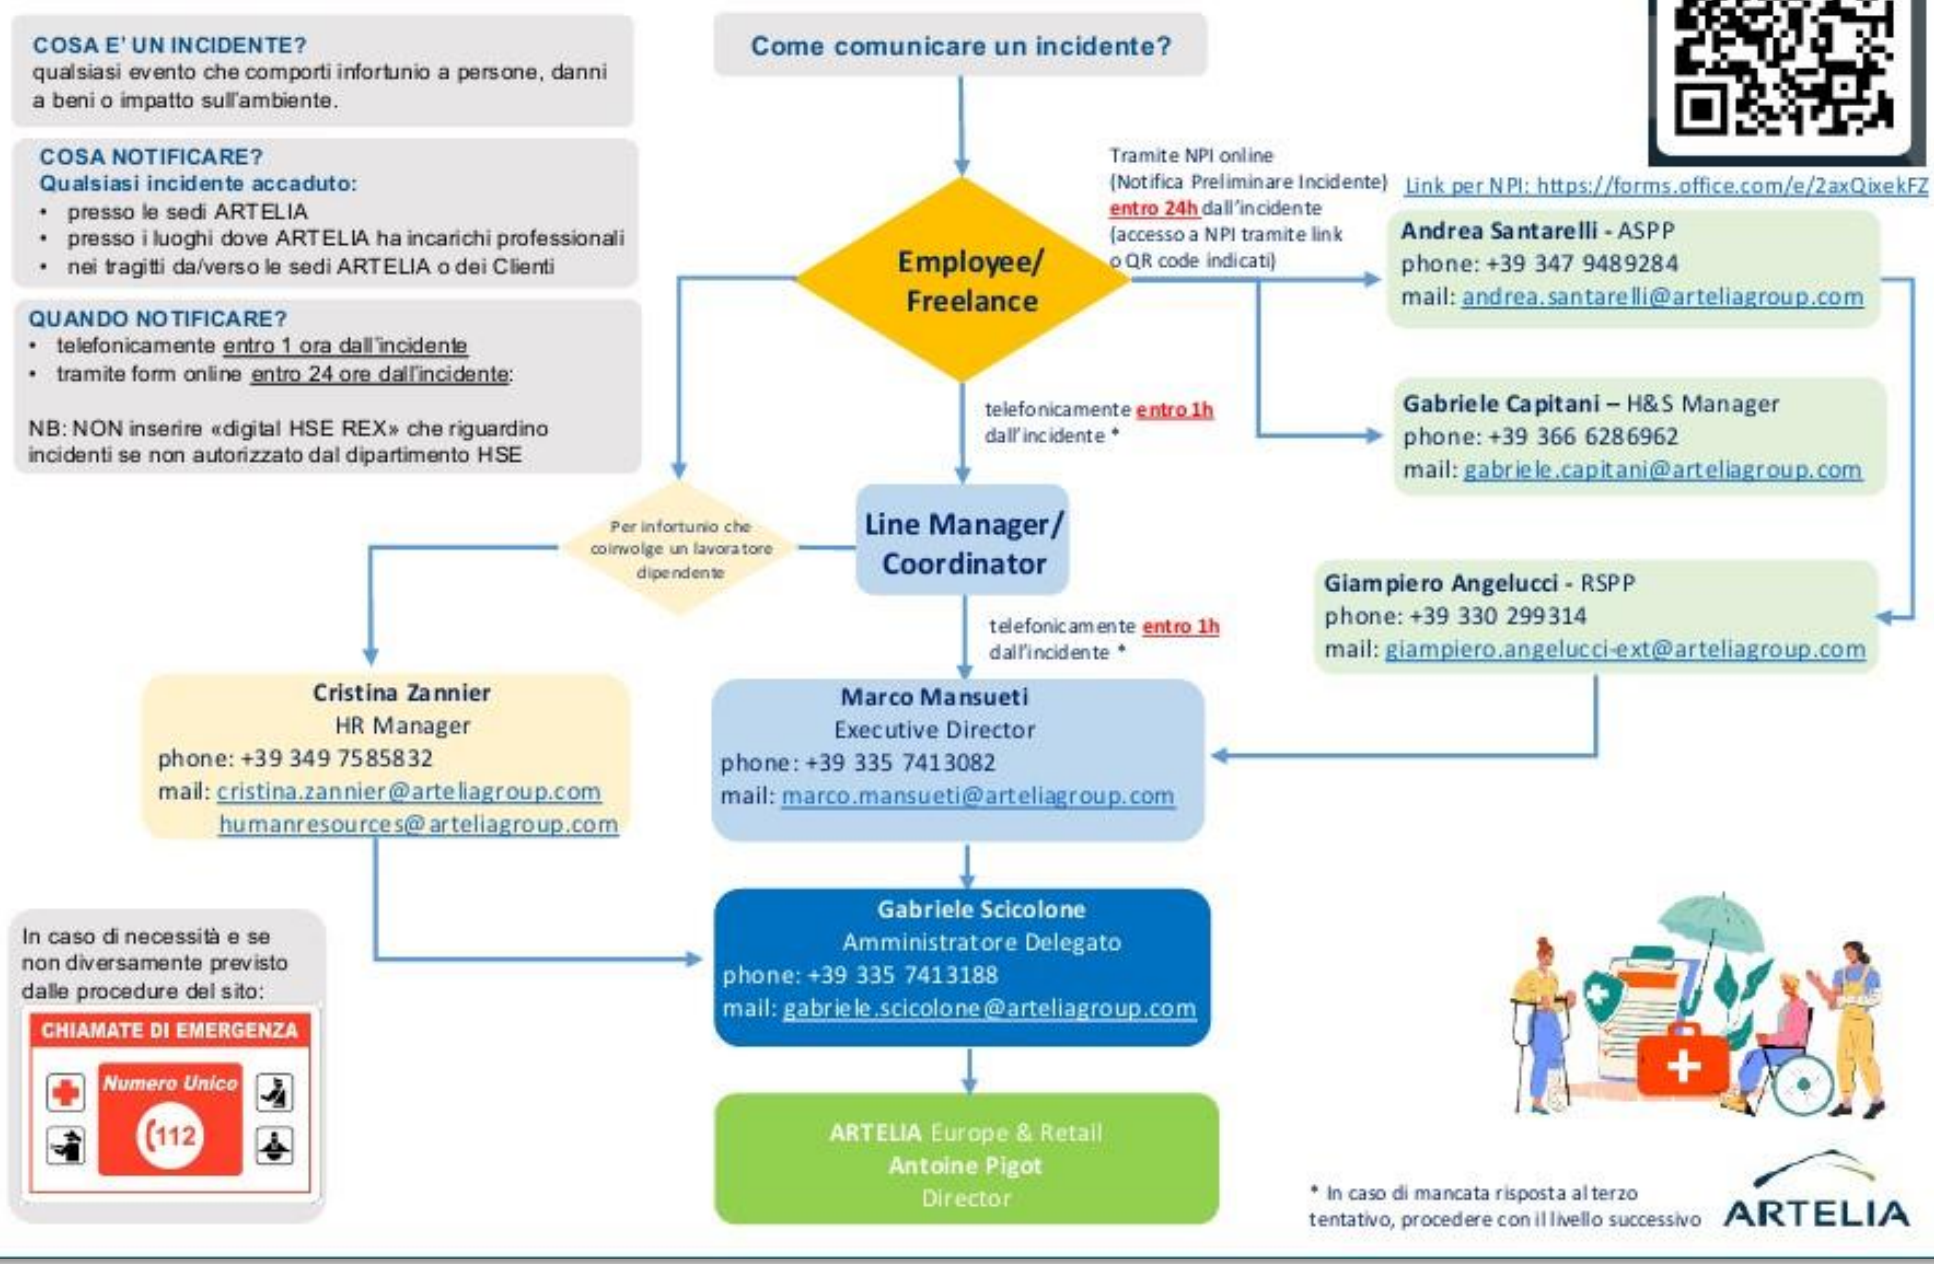 COSA E' UN INCIDENTE?
qualsiasi evento che comporti infortunio a persone, danni
a beni o impatto sull'ambiente.
COSA NOTIFICARE?
Qualsiasi incidente accaduto:
• presso le sedi ARTELIA
• presso i luoghi dove ARTELIA ha incarichi professionali
• nei tragitti da/verso le sedi ARTELIA o dei Clienti
QUANDO NOTIFICARE?
• telefonicamente entro 1 ora dall'incidente
• tramite form online entro 24 ore dall'incidente:
NB: NON inserire «digital HSE REX» che riguardino
incidenti se non autorizzato dal dipartimento HSE
Come comunicare un incidente?
Employee/
Freelance
Tramite NPI online
(Notifica Preliminare Incidente)
entro 24h dall'incidente
(accesso a NPI tramite link
o QR code indicati)
Link per NPI: https://forms.office.com/e/2axQixekFZ
Andrea Santarelli - ASPP
phone: +39 347 9489284
mail: andrea.santarelli@arteliagroup.com
Gabriele Capitani – H&S Manager
phone: +39 366 6286962
mail: gabriele.capitani@arteliagroup.com
Giampiero Angelucci - RSPP
phone: +39 330 299314
mail: giampiero.angelucci-ext@arteliagroup.com
telefonicamente entro 1h
dall'incidente *
Per infortunio che
coinvolge un lavoratore
dipendente
Line Manager/
Coordinator
telefonicamente entro 1h
dall'incidente *
Cristina Zannier
HR Manager
phone: +39 349 7585832
mail: cristina.zannier@arteliagroup.com
humanresources@arteliagroup.com
Marco Mansueti
Executive Director
phone: +39 335 7413082
mail: marco.mansueti@arteliagroup.com
Gabriele Scicolone
Amministratore Delegato
phone: +39 335 7413188
mail: gabriele.scicolone@arteliagroup.com
ARTELIA Europe & Retail
Antoine Pigot
Director
In caso di necessità e se
non diversamente previsto
dalle procedure del sito:
CHIAMATE DI EMERGENZA
Numero Unico
112
* In caso di mancata risposta al terzo
tentativo, procedere con il livello successivo
ARTELIA